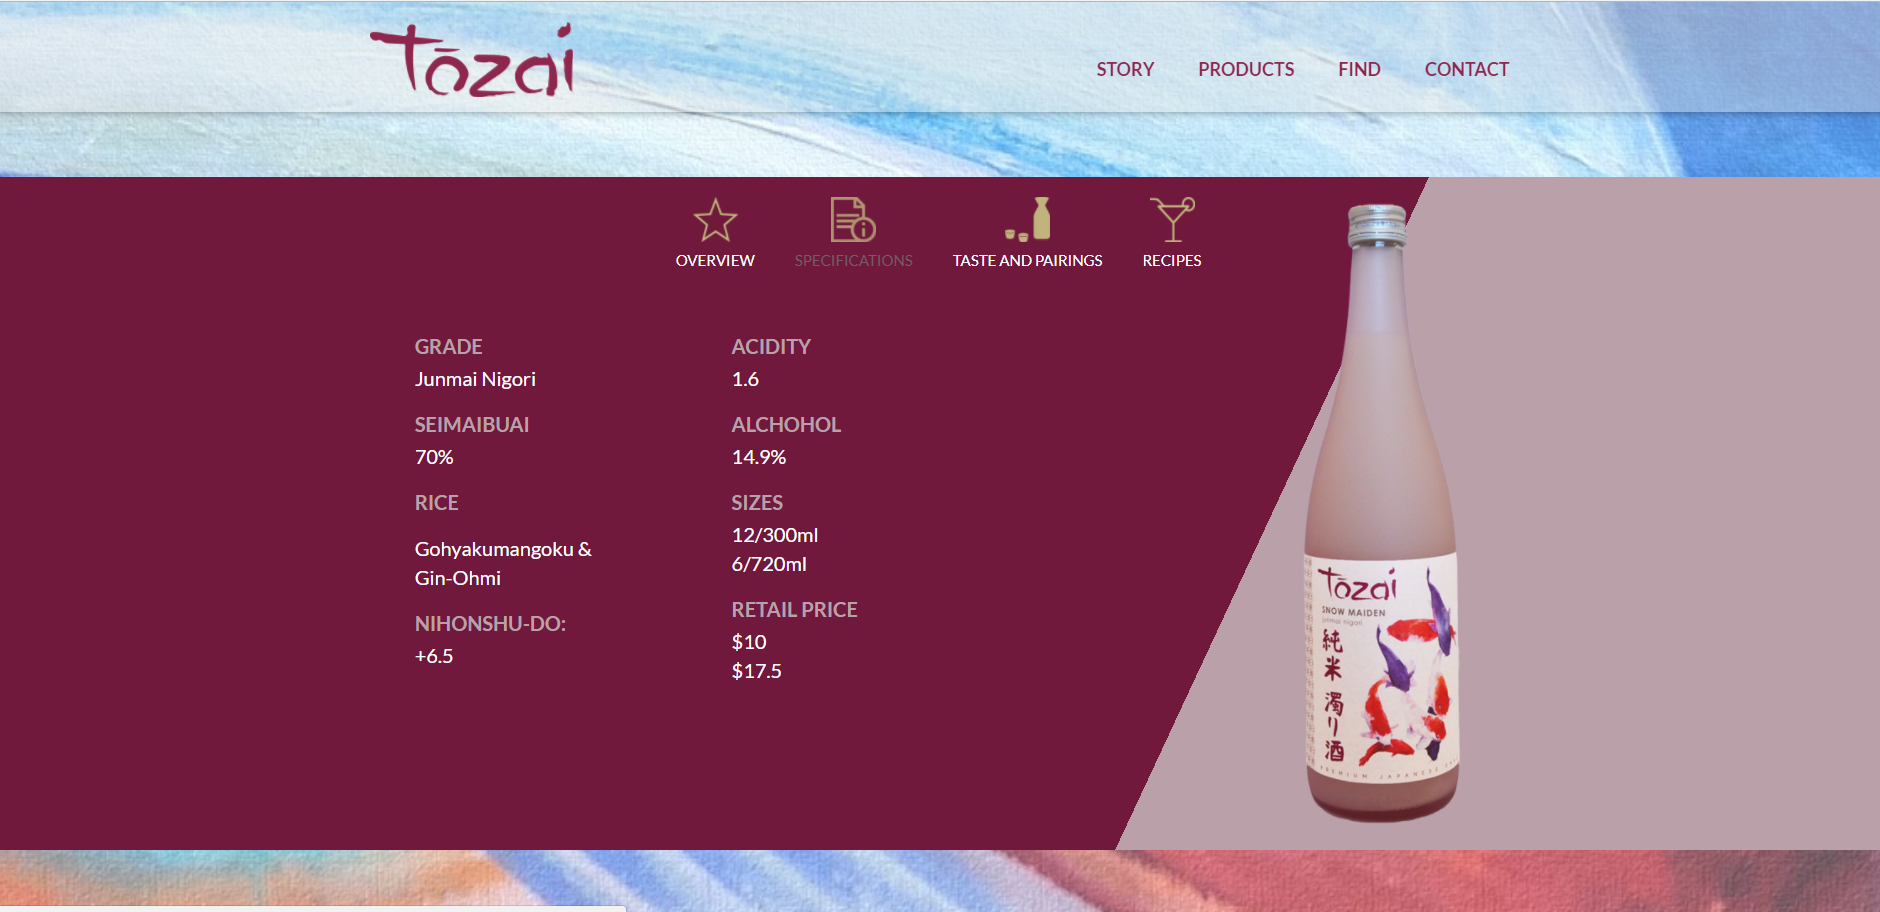 Tōzai
STORY PRODUCTS FIND CONTACT
OVERVIEW SPECIFICATIONS TASTE AND PAIRINGS RECIPES
GRADE
Junmai Nigori
SEIMAIBUAI
70%
RICE
Gohyakumangoku &
Gin-Ohmi
NIHONSHU-DO:
+6.5
ACIDITY
1.6
ALCHOHOL
14.9%
SIZES
12/300ml
6/720ml
RETAIL PRICE
$10
$17.5
Tōzai
SNOW MAIDEN
junmai nigori
純米濁り酒
PREMIUM JAPANESE